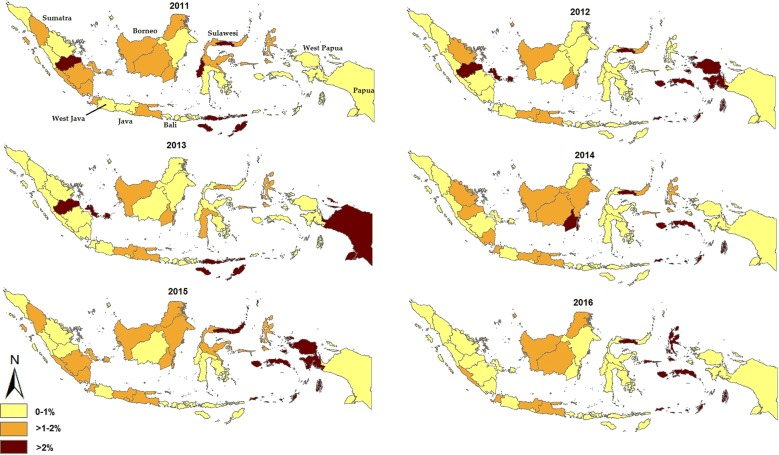 2011
2012
Sumatra
Borneo
Sulawesi
West Papua
Papua
West Java
Java
Bali
2013
2014
2015
2016
N
0-1%
>1-2%
>2%